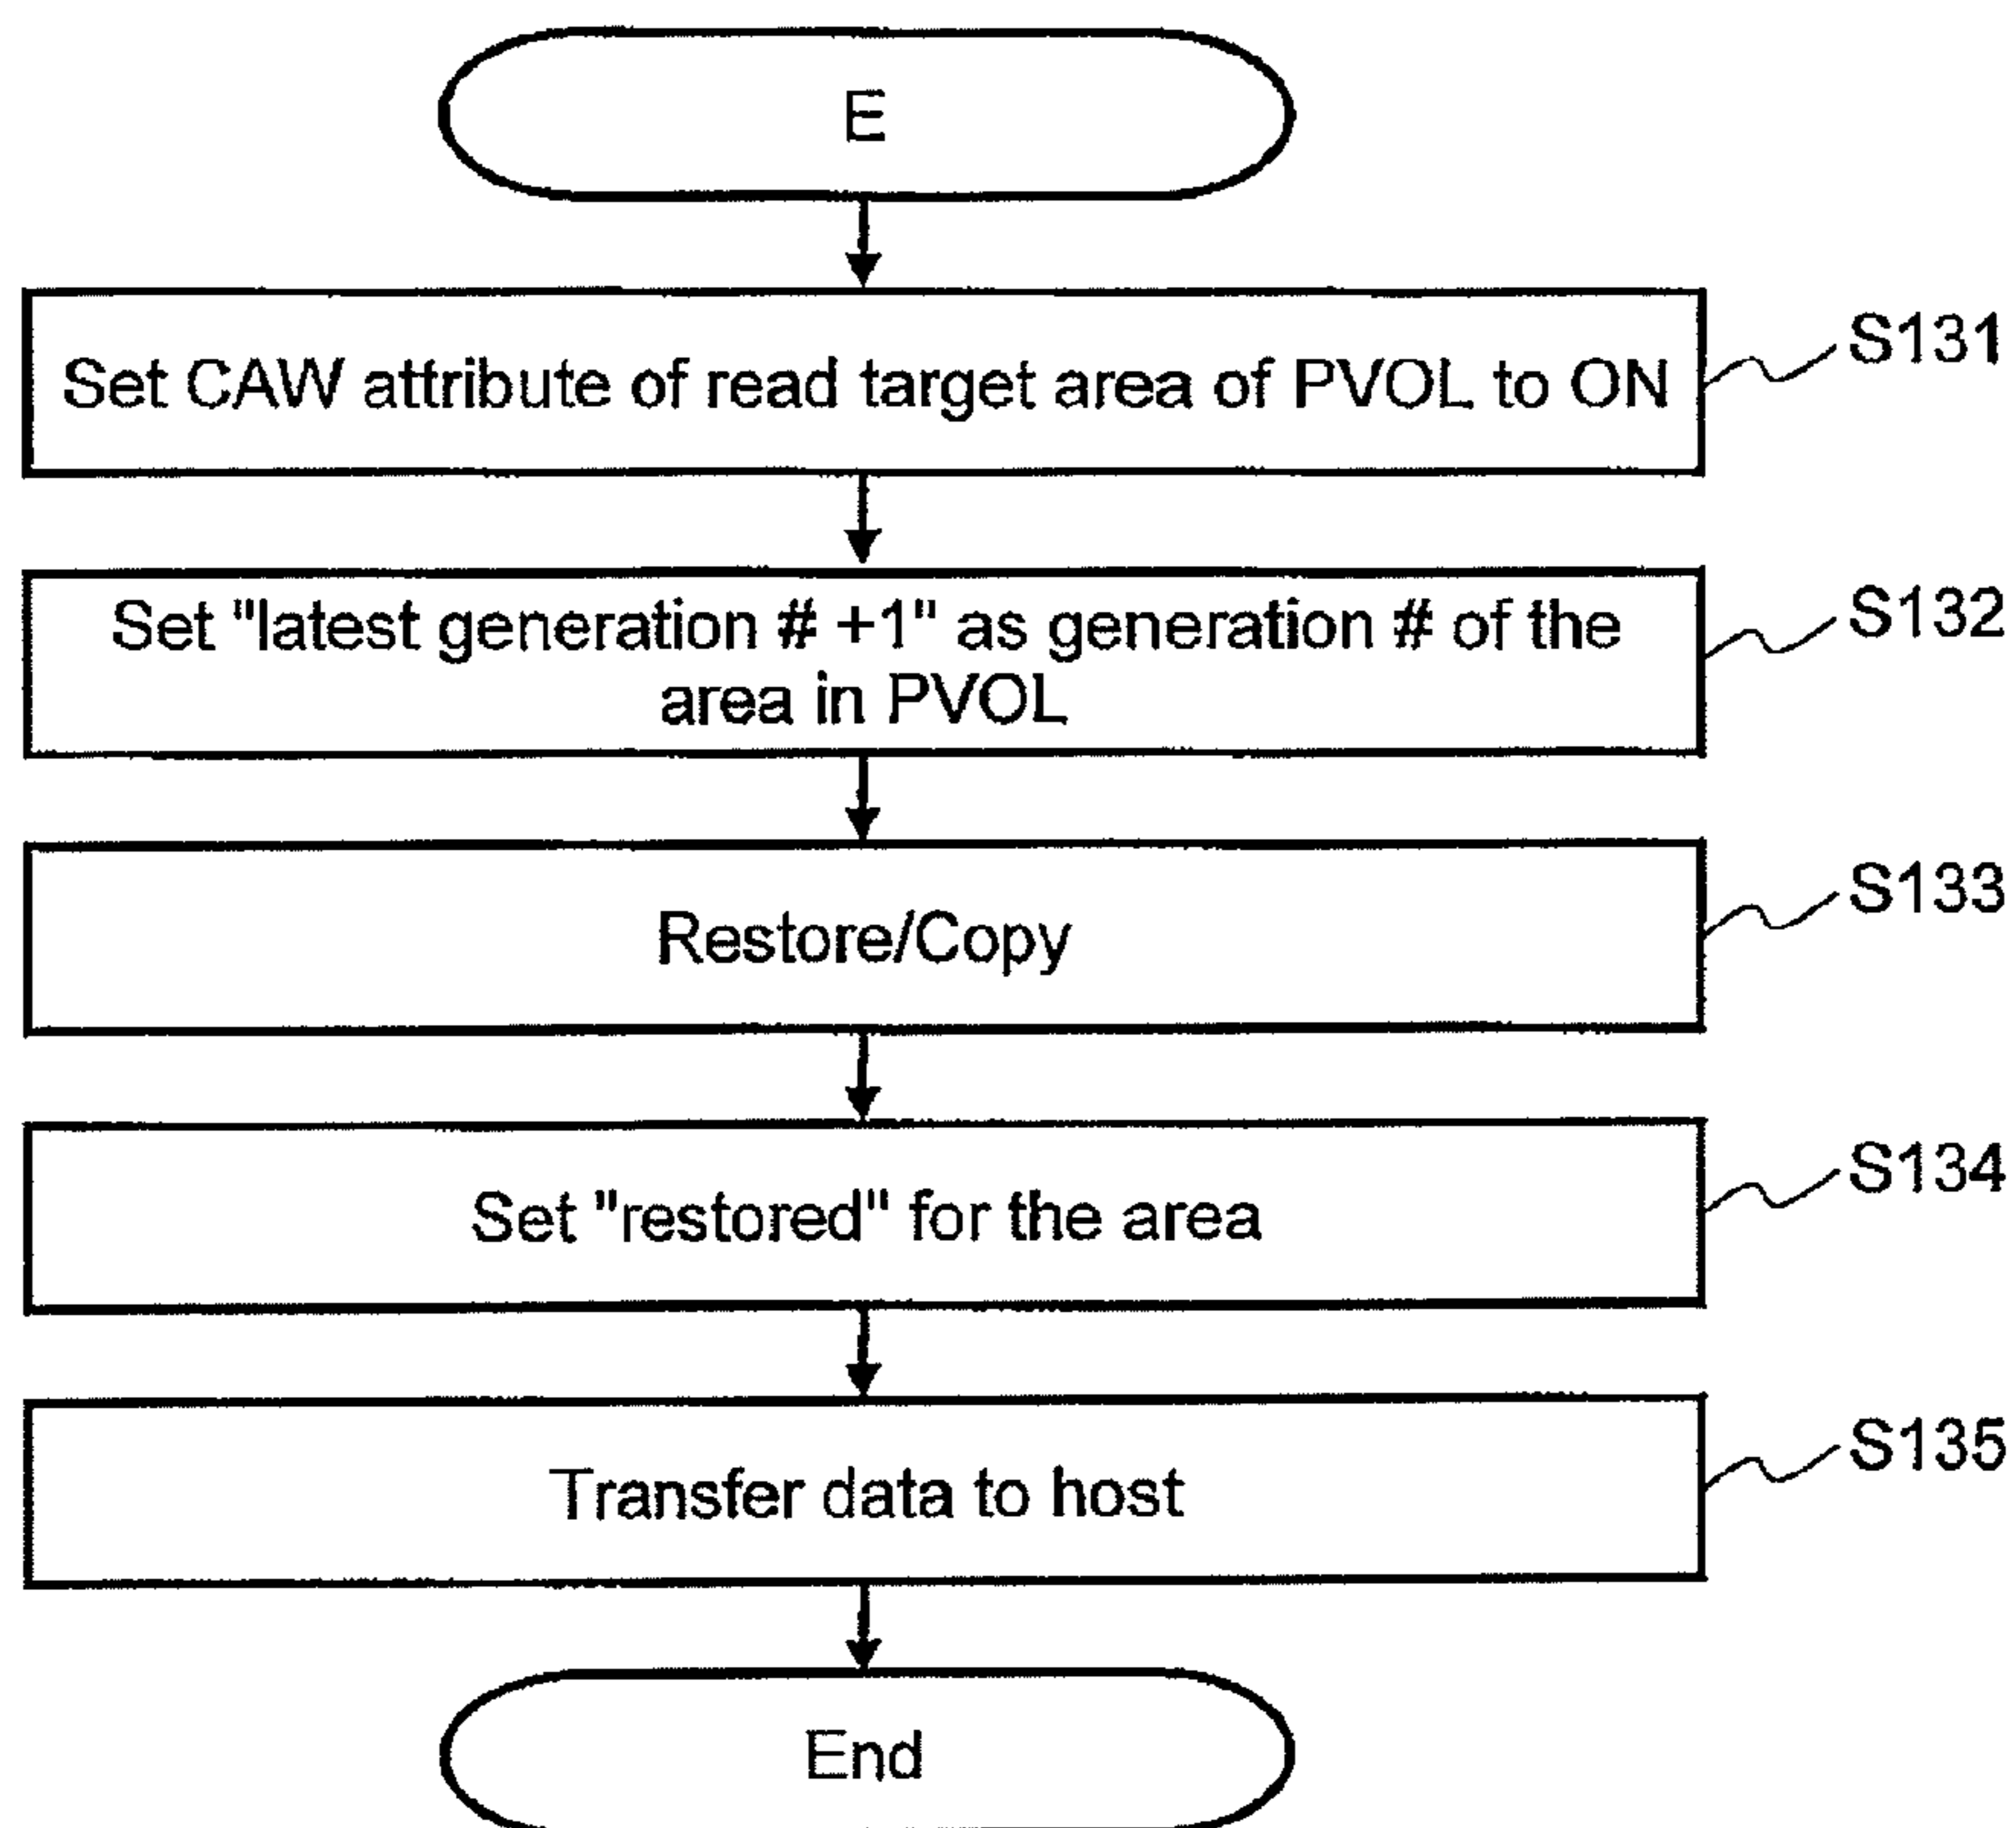 E
Set CAW attribute of read target area of PVOL to ON
S131
Set "latest generation # +1" as generation # of the
area in PVOL
S132
Restore/Copy
S133
Set "restored" for the area
S134
Transfer data to host
S135
End